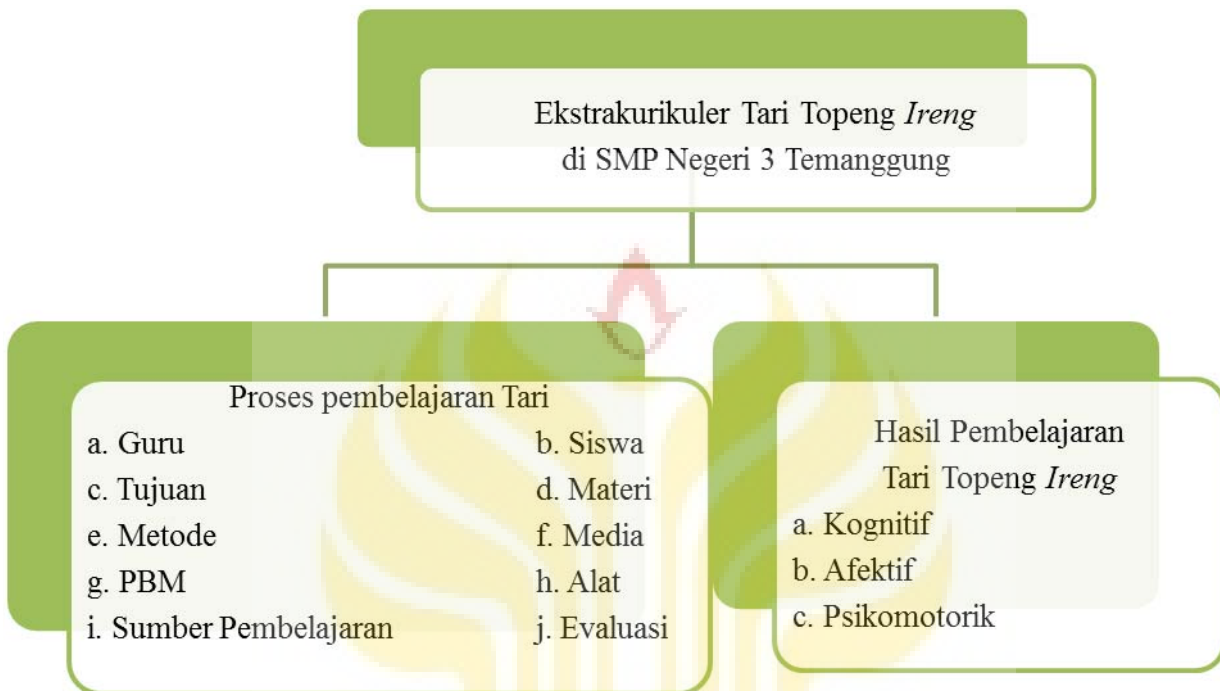 Ekstrakurikuler Tari Topeng Ireng
di SMP Negeri 3 Temanggung
Proses pembelajaran Tari
a. Guru b. Siswa
c. Tujuan d. Materi
e. Metode f. Media
g. PBM h. Alat
i. Sumber Pembelajaran j. Evaluasi
Hasil Pembelajaran
Tari Topeng Ireng
a. Kognitif
b. Afektif
c. Psikomotorik